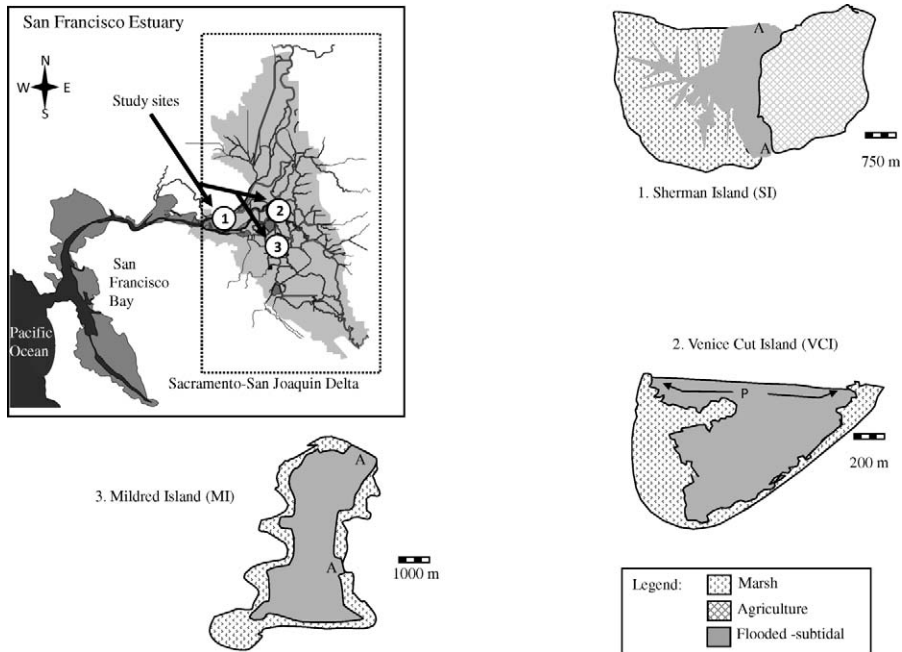 San Francisco Estuary
N
W E
S
Study sites
1
2
3
San
Francisco
Bay
Pacific
Ocean
Sacramento-San Joaquin Delta
A
A
750 m
1. Sherman Island (SI)
2. Venice Cut Island (VCI)
P
200 m
3. Mildred Island (MI)
A
A
1000 m
Legend:
Marsh
Agriculture
Flooded -subtidal